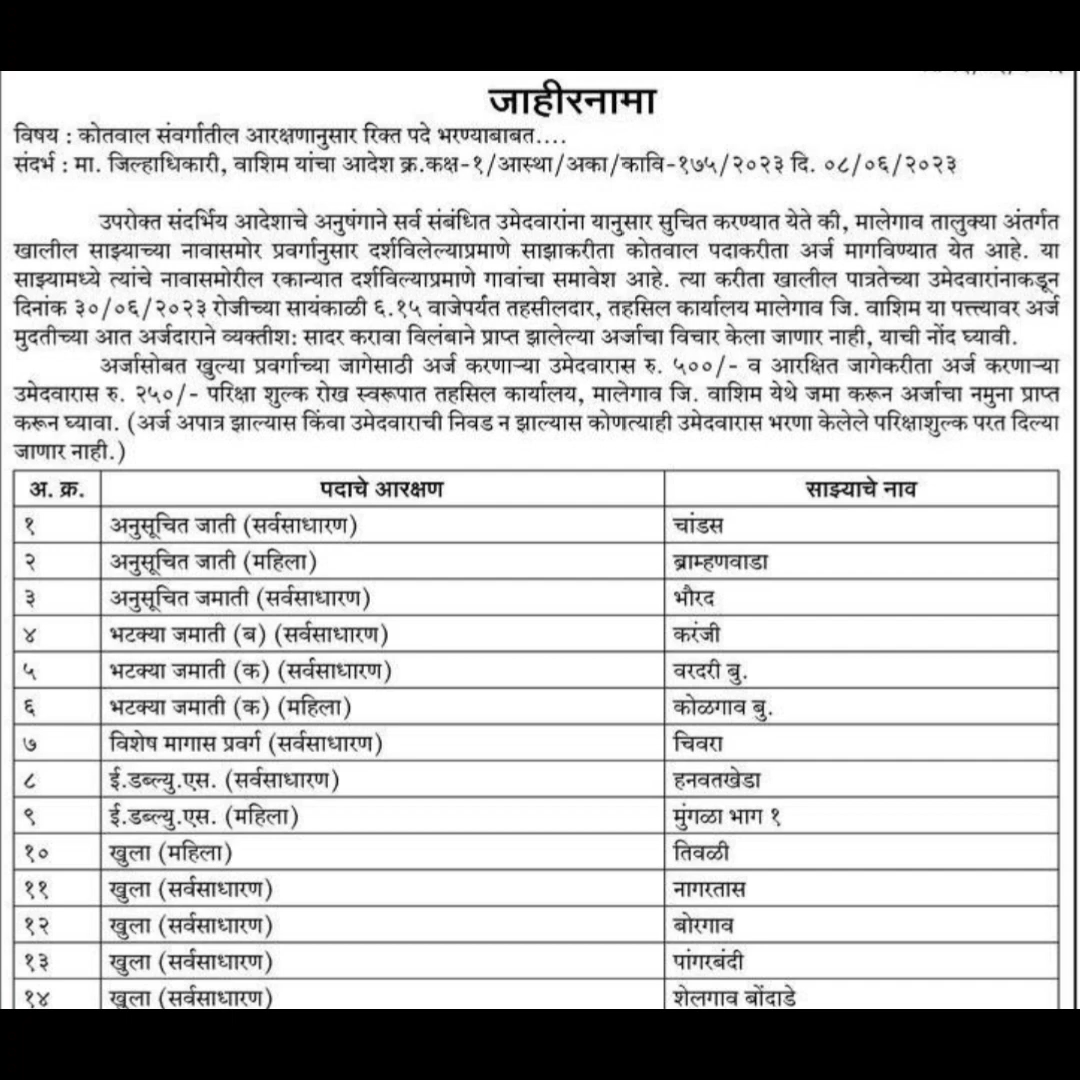 जाहीरनामा
विषय : कोतवाल संवर्गातील आरक्षणानुसार रिक्त पदे भरण्याबाबत....
संदर्भ : मा. जिल्हाधिकारी, वाशिम यांचा आदेश क्र.कक्ष-१/आस्था/अका/कावि-१७५/२०२३ दि. ०८/०६/२०२३
उपरोक्त संदर्भिय आदेशाचे अनुषंगाने सर्व संबंधित उमेदवारांना यानुसार सुचित करण्यात येते की, मालेगाव तालुक्या अंतर्गत
खालील साझ्याच्या नावासमोर प्रवर्गानुसार दर्शविलेल्याप्रमाणे साझाकरीता कोतवाल पदाकरीता अर्ज मागविण्यात येत आहे. या
साझ्यामध्ये त्यांचे नावासमोरील रकान्यात दर्शविल्याप्रमाणे गावांचा समावेश आहे. त्या करीता खालील पात्रतेच्या उमेदवारांनाकडून
दिनांक ३०/०६/२०२३ रोजीच्या सायंकाळी ६.१५ वाजेपर्यंत तहसीलदार, तहसिल कार्यालय मालेगाव जि. वाशिम या पत्त्यावर अर्ज
मुदतीच्या आत अर्जदाराने व्यक्तीश: सादर करावा विलंबाने प्राप्त झालेल्या अर्जाचा विचार केला जाणार नाही, याची नोंद घ्यावी.
अर्जासोबत खुल्या प्रवर्गाच्या जागेसाठी अर्ज करणाऱ्या उमेदवारास रु. ५००/- व आरक्षित जागेकरीता अर्ज करणाऱ्या
उमेदवारास रु. २५०/- परिक्षा शुल्क रोख स्वरूपात तहसिल कार्यालय, मालेगाव जि. वाशिम येथे जमा करून अर्जाचा नमुना प्राप्त
करून घ्यावा. (अर्ज अपात्र झाल्यास किंवा उमेदवाराची निवड न झाल्यास कोणत्याही उमेदवारास भरणा केलेले परिक्षाशुल्क परत दिल्या
जाणार नाही.)
अ. क्र. पदाचे आरक्षण साझ्याचे नाव
१ अनुसूचित जाती (सर्वसाधारण) चांडस
२ अनुसूचित जाती (महिला) ब्राम्हणवाडा
३ अनुसूचित जमाती (सर्वसाधारण) भौरद
४ भटक्या जमाती (ब) (सर्वसाधारण) करंजी
५ भटक्या जमाती (क) (सर्वसाधारण) वरदरी बु.
६ भटक्या जमाती (क) (महिला) कोळगाव बु.
७ विशेष मागास प्रवर्ग (सर्वसाधारण) चिवरा
८ ई.डब्ल्यु.एस. (सर्वसाधारण) हनवतखेडा
९ ई.डब्ल्यु.एस. (महिला) मुंगळा भाग १
१० खुला (महिला) तिवळी
११ खुला (सर्वसाधारण) नागरतास
१२ खुला (सर्वसाधारण) बोरगाव
१३ खुला (सर्वसाधारण) पांगरबंदी
१४ खुला (सर्वसाधारण) शेलगाव बोंदाडे